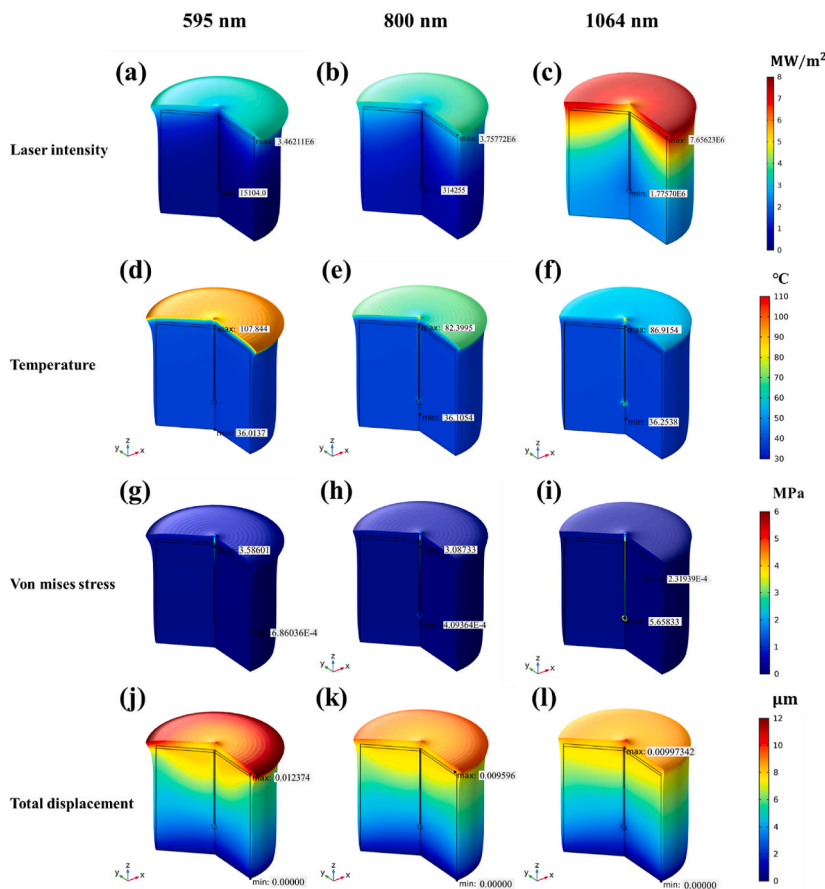 595 nm 800 nm 1064 nm
(a) (b) (c) MW/m²
8
7
6
5
4
3
2
1
0
Laser intensity
max: 3.46211E6 max: 3.75772E6 max: 7.65623E6
15104.0 314255 1.77570E6
(d) (e) (f) °C
110
100
90
80
70
60
50
40
30
max: 107.844 max: 82.3995 max: 86.9154
Temperature
min: 36.0137 min: 36.1054 min: 36.2538
z y x z y x z y x
(g) (h) (i) MPa
6
5
4
3
2
1
0
3.58601 3.08733 2.31939E-4
Von mises stress
6.86036E-4 4.09364E-4 5.65833
z y x z y x z y x
(j) (k) (l) μm
12
10
8
6
4
2
0
max: 0.012374 max: 0.009596 max: 0.00997342
Total displacement
min: 0.00000 min: 0.00000 min: 0.00000
z y x z y x z y x